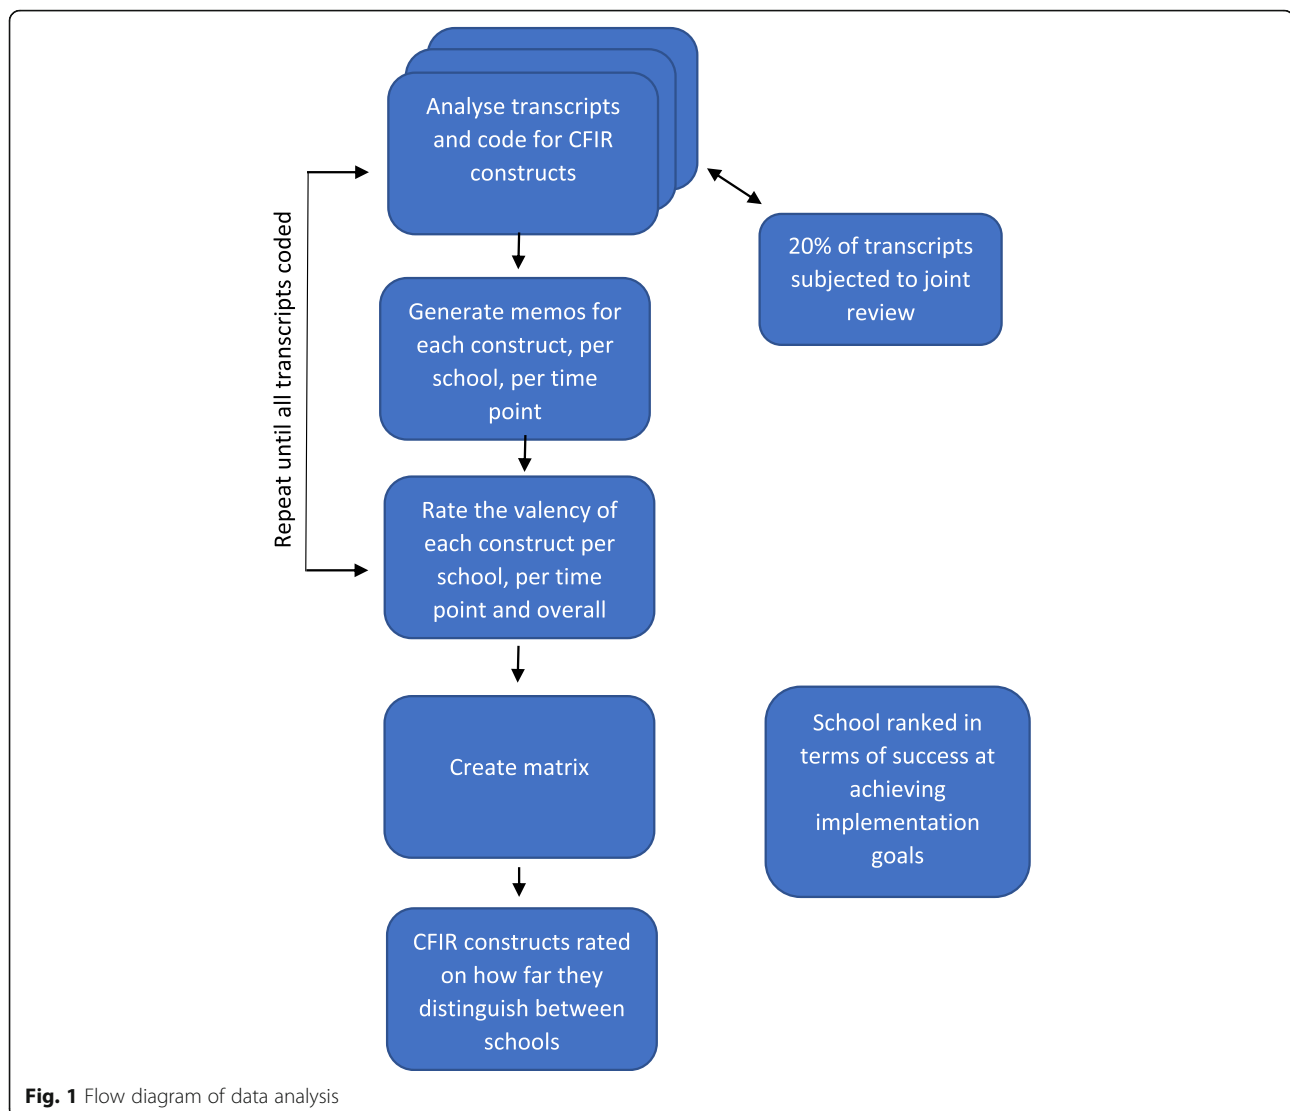 Analyse transcripts
and code for CFIR
constructs
20% of transcripts
subjected to joint
review
Repeat until all transcripts coded
Generate memos for
each construct, per
school, per time
point
Rate the valency of
each construct per
school, per time
point and overall
Create matrix
School ranked in
terms of success at
achieving
implementation
goals
CFIR constructs rated
on how far they
distinguish between
schools
Fig. 1 Flow diagram of data analysis